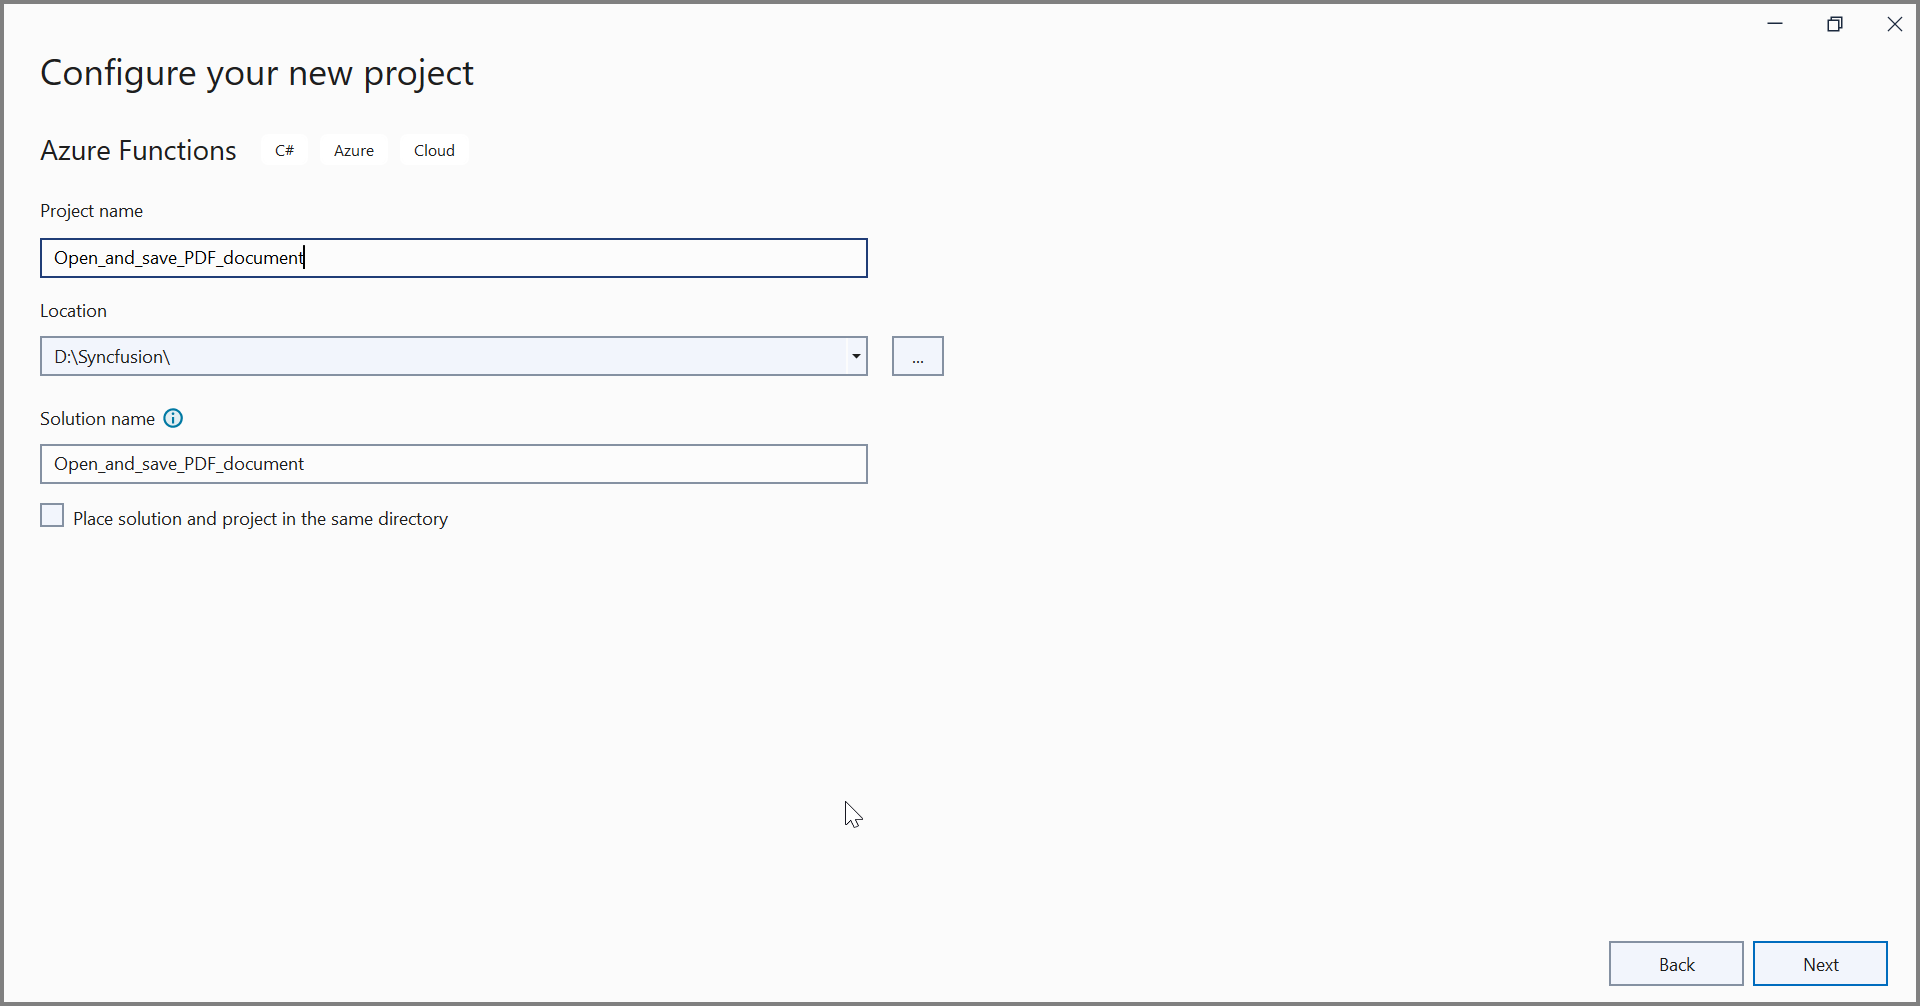 Configure your new project
Azure Functions C# Azure Cloud
Project name
Open_and_save_PDF_document
Location
D:\Syncfusion\
...
Solution name
Open_and_save_PDF_document
Place solution and project in the same directory
Back Next